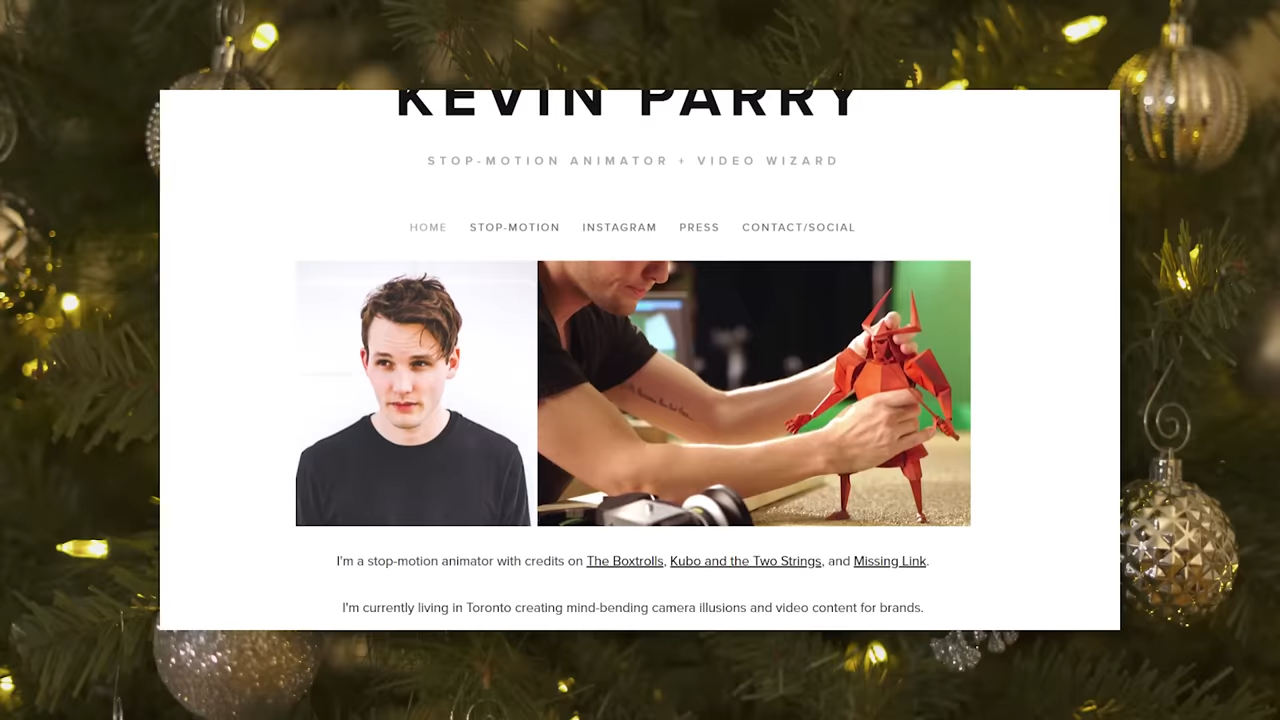 KEVIN PARRY
STOP-MOTION ANIMATOR + VIDEO WIZARD
HOME STOP-MOTION INSTAGRAM PRESS CONTACT/SOCIAL
I'm a stop-motion animator with credits on The Boxtrolls, Kubo and the Two Strings, and Missing Link.
I'm currently living in Toronto creating mind-bending camera illusions and video content for brands.